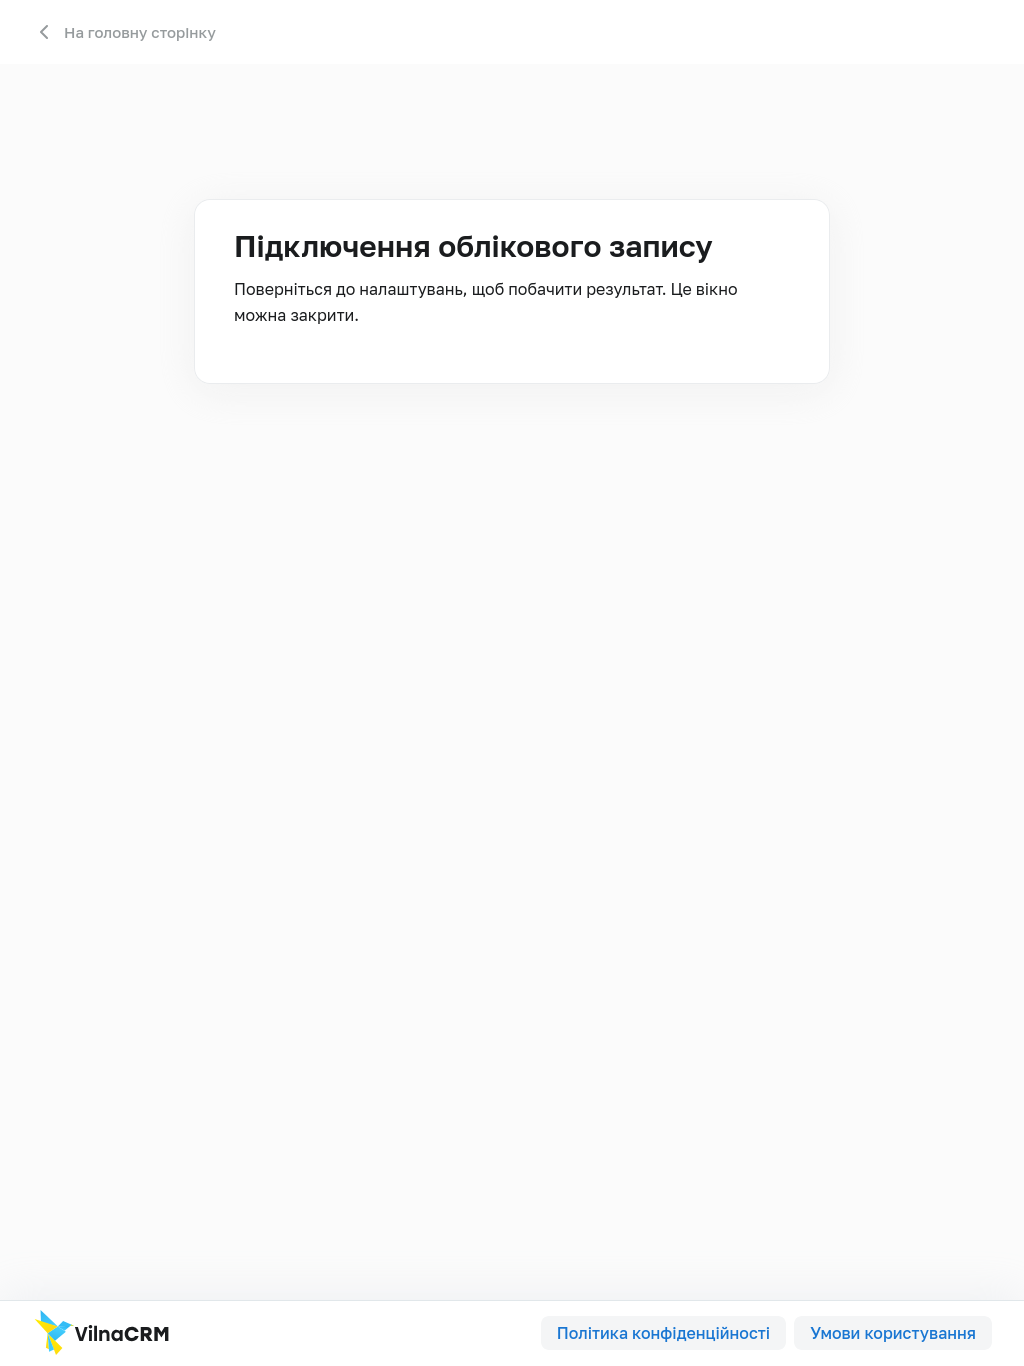 На головну сторінку
Підключення облікового запису
Поверніться до налаштувань, щоб побачити результат. Це вікно
можна закрити.
VilnaCRM
Політика конфіденційності
Умови користування